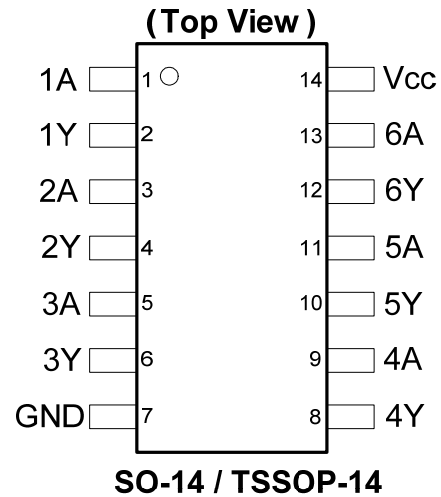 (Top View)
1A 1 14 Vcc
1Y 2 13 6A
2A 3 12 6Y
2Y 4 11 5A
3A 5 10 5Y
3Y 6 9 4A
GND 7 8 4Y
SO-14 / TSSOP-14